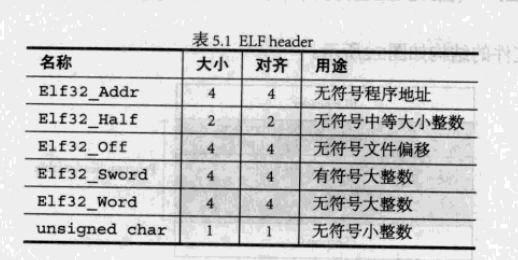 表 5.1 ELF header
名称 大小 对齐 用途
Elf32_Addr 4 4 无符号程序地址
Elf32_Half 2 2 无符号中等大小整数
Elf32_Off 4 4 无符号文件偏移
Elf32_Sword 4 4 有符号大整数
Elf32_Word 4 4 无符号大整数
unsigned char 1 1 无符号小整数